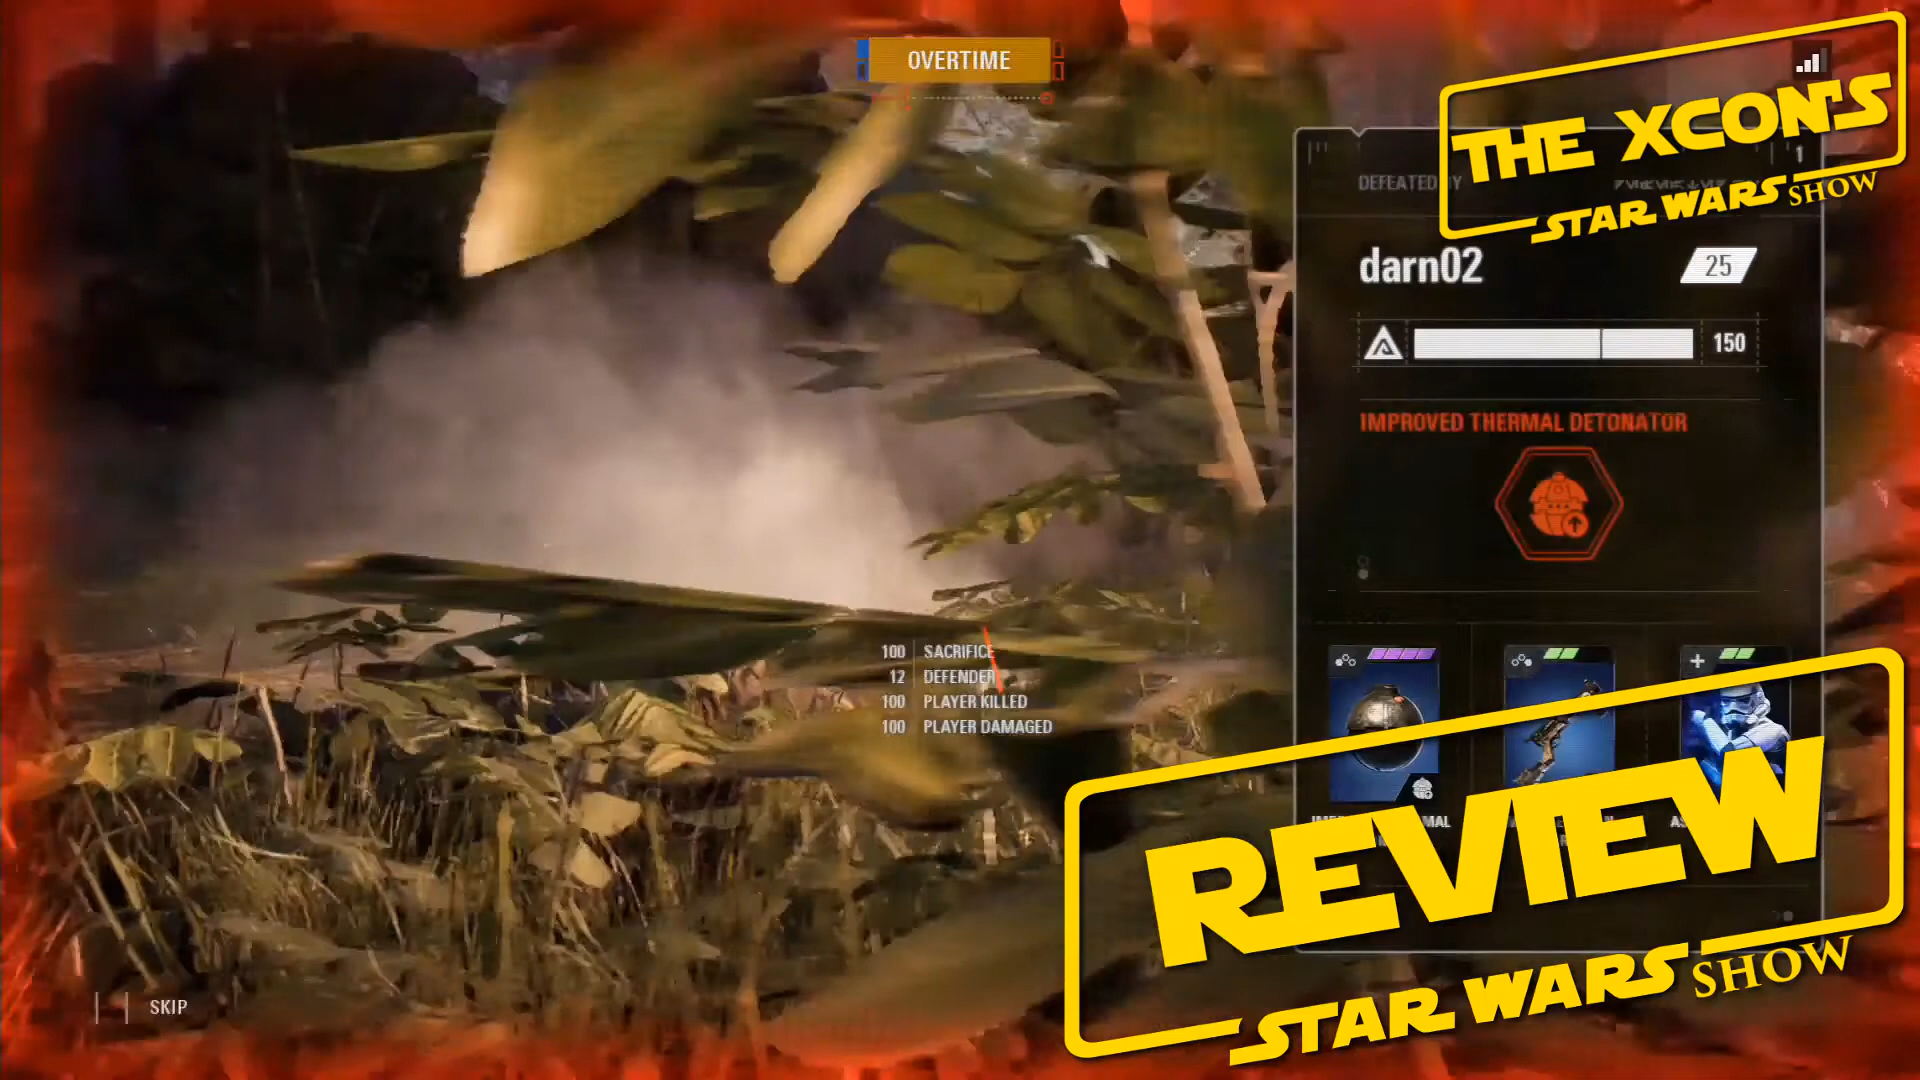 OVERTIME
THE XCON'S
STAR WARS SHOW
1
DEFEATED BY
darn02
25
150
IMPROVED THERMAL DETONATOR
100 SACRIFICE
12 DEFENDER
100 PLAYER KILLED
100 PLAYER DAMAGED
REVIEW
STAR WARS SHOW
SKIP